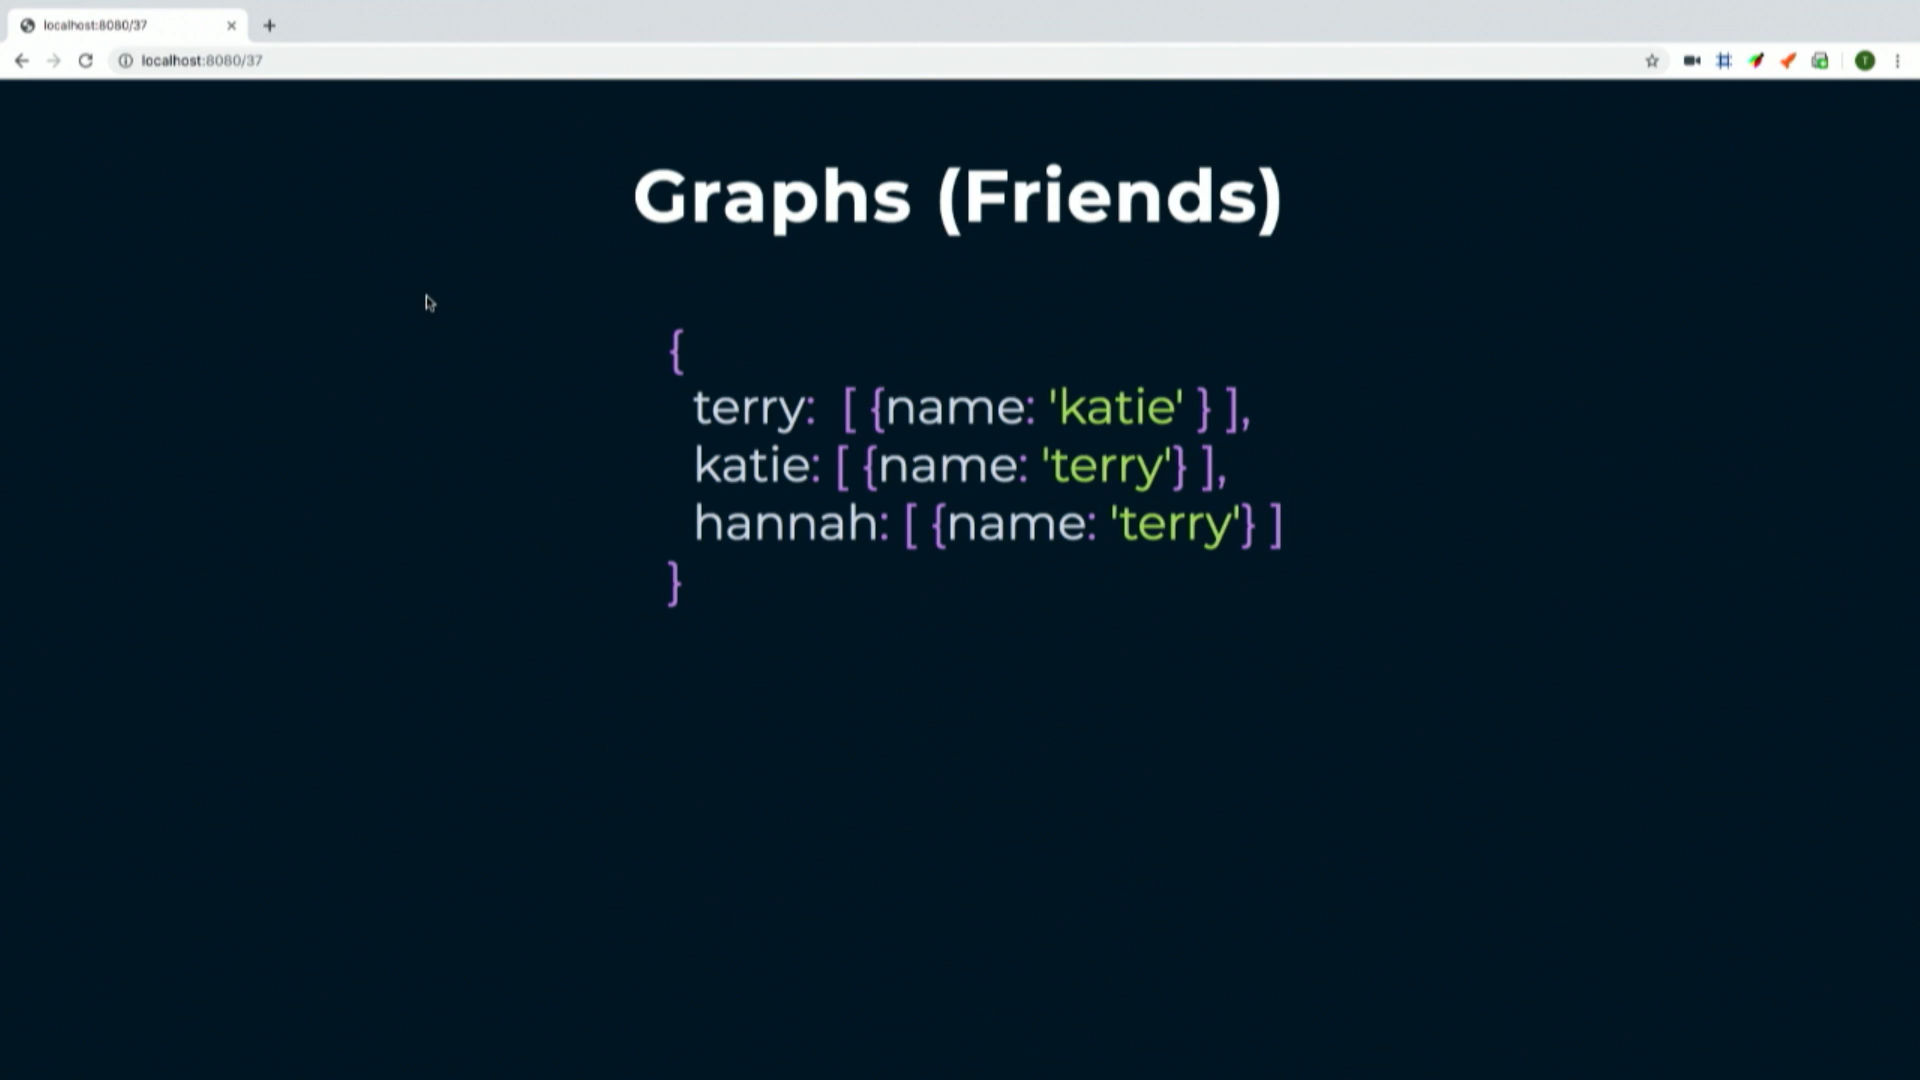 localhost:8080/37
localhost:8080/37
Graphs (Friends)
{
terry: [ {name: 'katie' } ],
katie: [ {name: 'terry'} ],
hannah: [ {name: 'terry'} ]
}